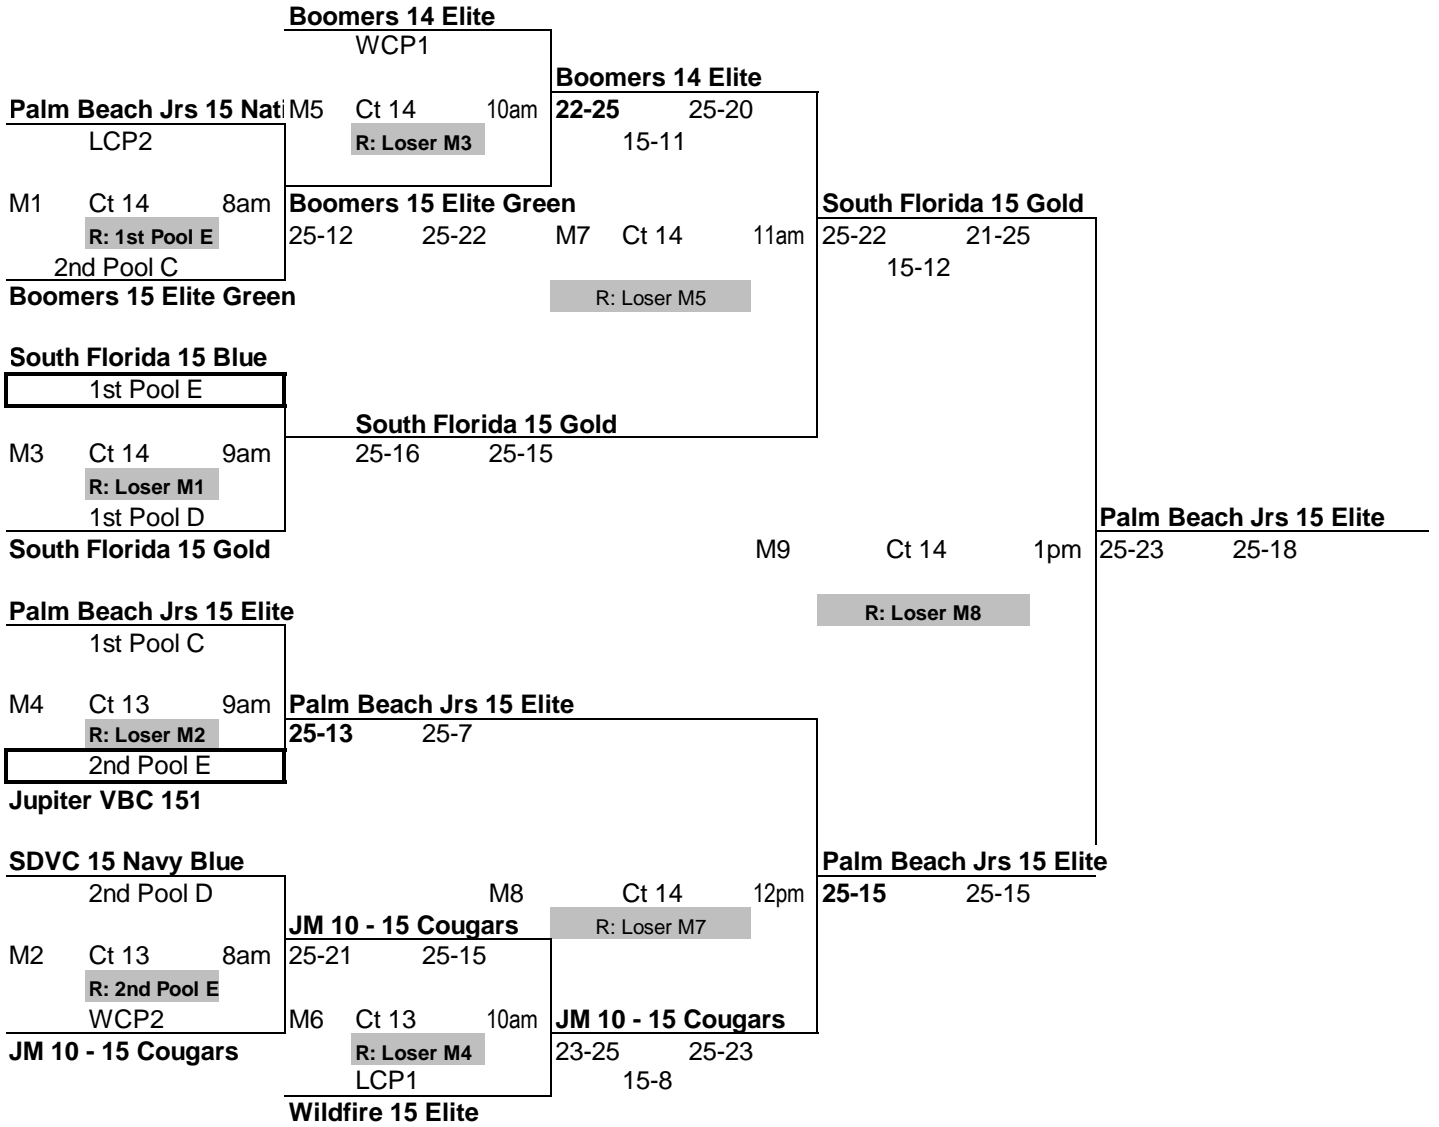 Boomers 14 Elite
WCP1
Boomers 14 Elite
Palm Beach Jrs 15 Nati M5 Ct 14 10am 22-25 25-20
LCP2 R: Loser M3 15-11
M1 Ct 14 8am Boomers 15 Elite Green South Florida 15 Gold
R: 1st Pool E 25-12 25-22 M7 Ct 14 11am 25-22 21-25
2nd Pool C 15-12
Boomers 15 Elite Green R: Loser M5
South Florida 15 Blue
1st Pool E
South Florida 15 Gold
M3 Ct 14 9am 25-16 25-15
R: Loser M1
1st Pool D Palm Beach Jrs 15 Elite
South Florida 15 Gold M9 Ct 14 1pm 25-23 25-18
Palm Beach Jrs 15 Elite R: Loser M8
1st Pool C
M4 Ct 13 9am Palm Beach Jrs 15 Elite
R: Loser M2 25-13 25-7
2nd Pool E
Jupiter VBC 151
SDVC 15 Navy Blue Palm Beach Jrs 15 Elite
2nd Pool D M8 Ct 14 12pm 25-15 25-15
JM 10 - 15 Cougars R: Loser M7
M2 Ct 13 8am 25-21 25-15
R: 2nd Pool E
WCP2 M6 Ct 13 10am JM 10 - 15 Cougars
JM 10 - 15 Cougars R: Loser M4 23-25 25-23
LCP1 15-8
Wildfire 15 Elite